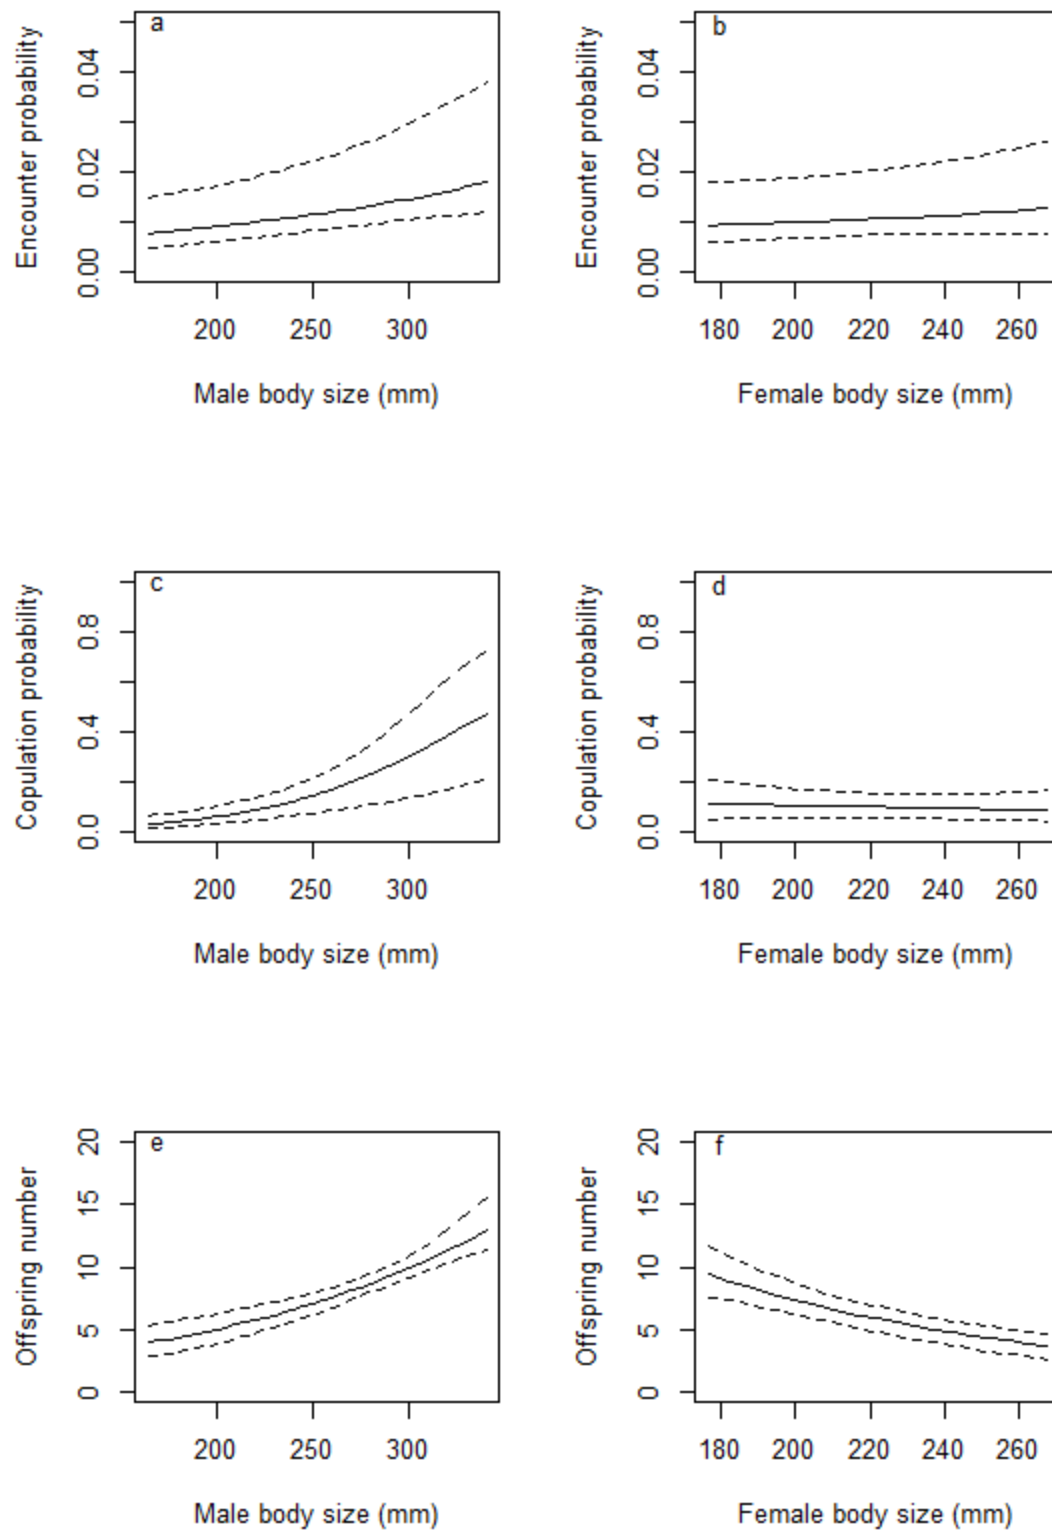 a
Encounter probability
0.00 0.02 0.04
200 250 300
Male body size (mm)
b
Encounter probability
0.00 0.02 0.04
180 200 220 240 260
Female body size (mm)
c
Copulation probability
0.0 0.4 0.8
200 250 300
Male body size (mm)
d
Copulation probability
0.0 0.4 0.8
180 200 220 240 260
Female body size (mm)
e
Offspring number
0 5 10 15 20
200 250 300
Male body size (mm)
f
Offspring number
0 5 10 15 20
180 200 220 240 260
Female body size (mm)